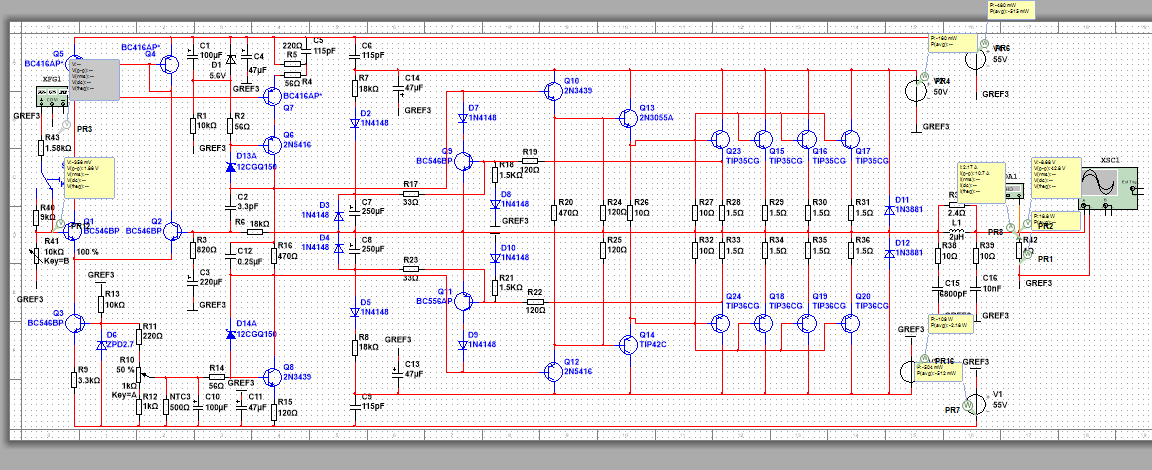 Q5
BC416AP*
BC416AP*
Q4
C1
100µF
D1
5.6V
C4
47µF
GREF3
220Ω
R5
C5
115pF
56Ω
R4
BC416AP*
Q7
C6
115pF
R7
18kΩ
C14
47µF
GREF3
D2
1N4148
Q10
2N3439
Q13
2N3055A
D7
1N4148
XFG1
GREF3
PR3
R43
1.58kΩ
R1
10kΩ
GREF3
R2
56Ω
Q6
2N5416
D13A
12CGQ150
Q9
BC546BP
R18
1.5KΩ
R19
120Ω
Q23
TIP35CG
Q15
TIP35CG
Q16
TIP35CG
Q17
TIP35CG
55V
GREF3
50V
GREF3
XSC1
R40
9kΩ
Q1
BC546BP
Q2
BC546BP
R41
10kΩ
Key=B
100 %
GREF3
C2
3.3pF
R6
18kΩ
R17
33Ω
D3
1N4148
C7
250µF
D8
1N4148
GREF3
R20
470Ω
R24
120Ω
R26
10Ω
R27
10Ω
R28
1.5Ω
R29
1.5Ω
R30
1.5Ω
R31
1.5Ω
D11
1N3881
2.4Ω
L1
2µH
PR2
PR1
GREF3
R3
820Ω
C3
220µF
GREF3
C12
0.25µF
R16
470Ω
D4
1N4148
C8
250µF
R23
33Ω
D10
1N4148
R21
1.5KΩ
R22
120Ω
R25
120Ω
R32
10Ω
R33
1.5Ω
R34
1.5Ω
R35
1.5Ω
R36
1.5Ω
D12
1N3881
R38
10Ω
R39
10Ω
C15
6800pF
C16
10nF
GREF3
GREF3
R13
10kΩ
Q3
BC546BP
D6
ZPD2.7
R11
220Ω
R10
50 %
1kΩ
Key=A
R9
3.3kΩ
R12
1kΩ
NTC3
500Ω
R14
56Ω
C10
100µF
GREF3
C11
47µF
D14A
12CGQ150
Q8
2N3439
R15
120Ω
D5
1N4148
R8
18kΩ
GREF3
C13
47µF
C9
115pF
Q11
BC556AP
D9
1N4148
Q12
2N5416
Q14
TIP42C
Q24
TIP36CG
Q18
TIP36CG
Q19
TIP36CG
Q20
TIP36CG
GREF3
PR16
GREF3
PR7
V1
55V